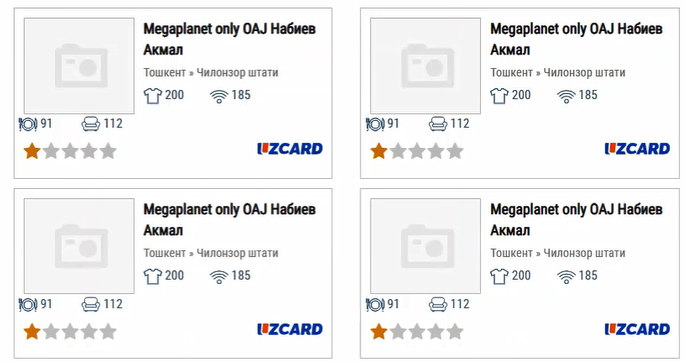 Megaplanet only OAJ Набиев
Акмал
Тошкент » Чилонзор штати
200 185
91 112
UZCARD
Megaplanet only OAJ Набиев
Акмал
Тошкент » Чилонзор штати
200 185
91 112
UZCARD
Megaplanet only OAJ Набиев
Акмал
Тошкент » Чилонзор штати
200 185
91 112
UZCARD
Megaplanet only OAJ Набиев
Акмал
Тошкент » Чилонзор штати
200 185
91 112
UZCARD